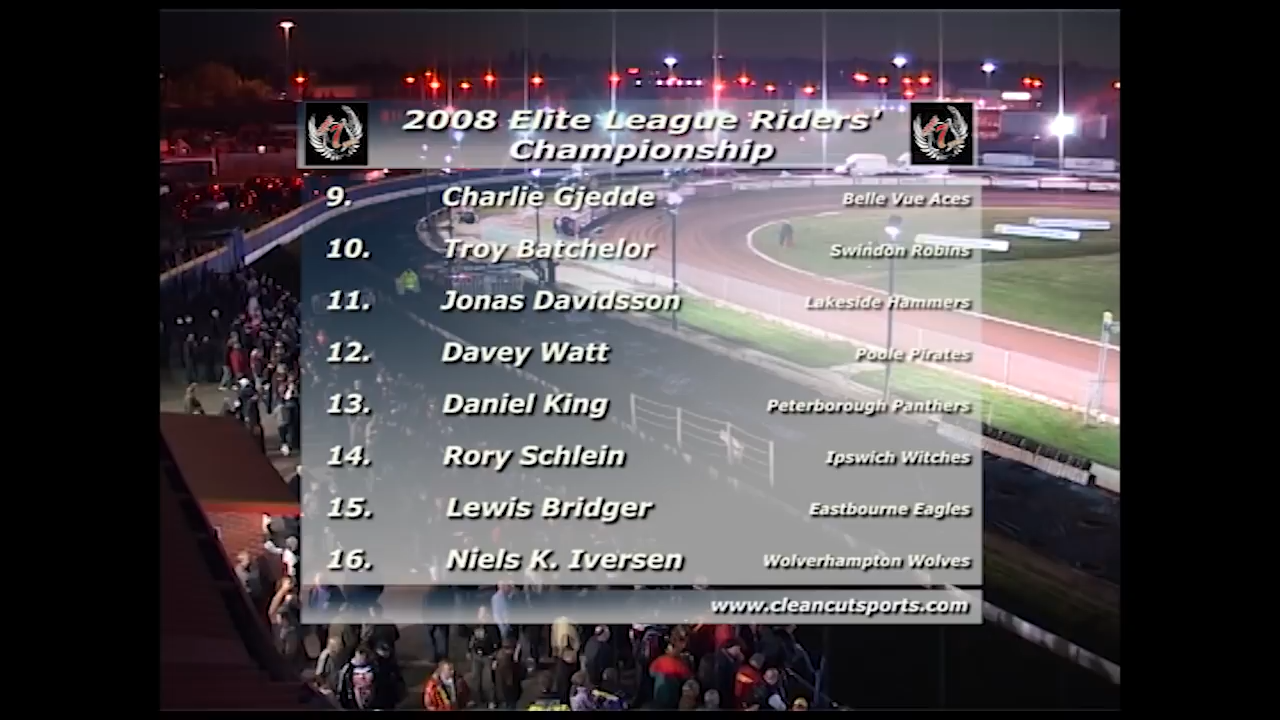 2008 Elite League Riders'
Championship
9. Charlie Gjedde Belle Vue Aces
10. Troy Batchelor Swindon Robins
11. Jonas Davidsson Lakeside Hammers
12. Davey Watt Poole Pirates
13. Daniel King Peterborough Panthers
14. Rory Schlein Ipswich Witches
15. Lewis Bridger Eastbourne Eagles
16. Niels K. Iversen Wolverhampton Wolves
www.cleancutsports.com